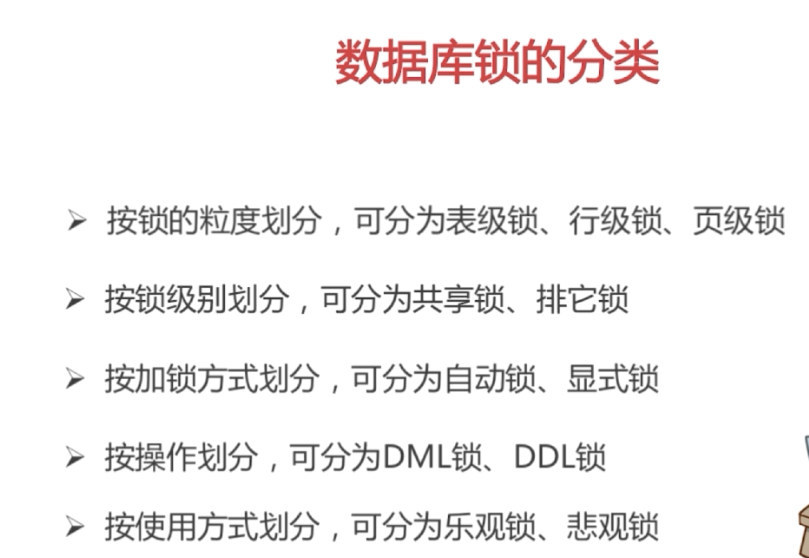 数据库锁的分类
➢ 按锁的粒度划分，可分为表级锁、行级锁、页级锁
➢ 按锁级别划分，可分为共享锁、排它锁
➢ 按加锁方式划分，可分为自动锁、显式锁
➢ 按操作划分，可分为DML锁、DDL锁
➢ 按使用方式划分，可分为乐观锁、悲观锁